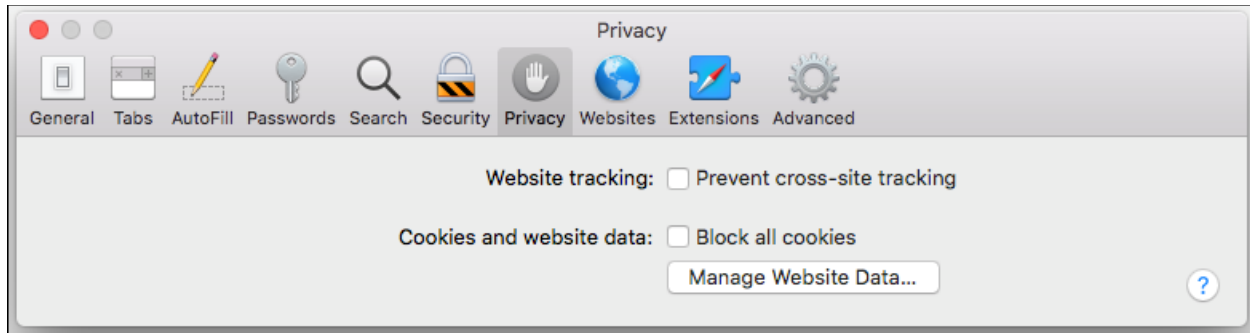 Privacy
General Tabs AutoFill Passwords Search Security Privacy Websites Extensions Advanced
Website tracking: Prevent cross-site tracking
Cookies and website data: Block all cookies
Manage Website Data...
?